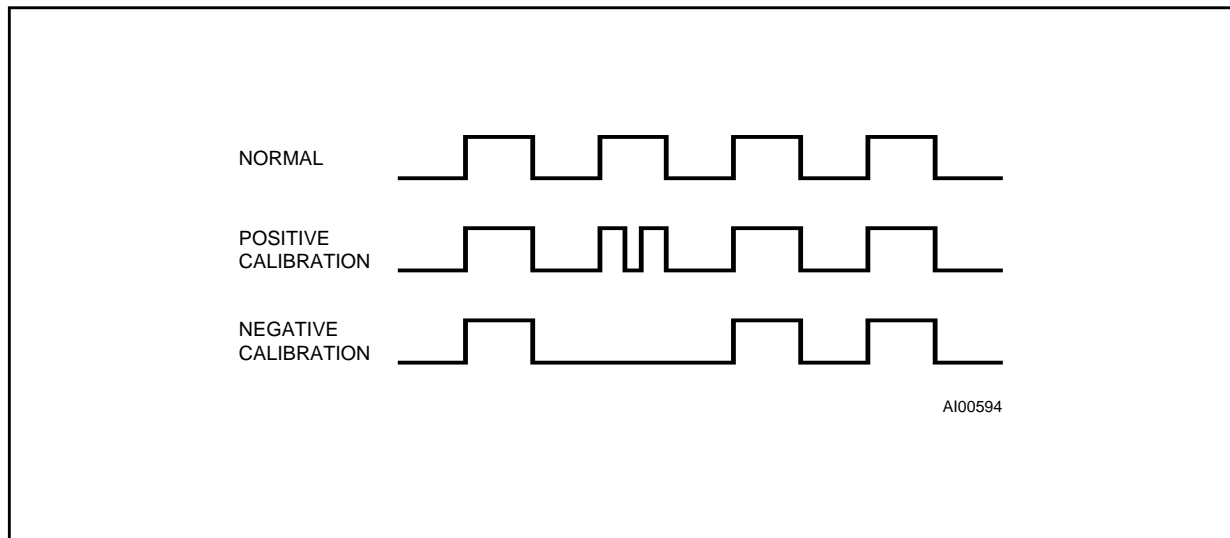 NORMAL
POSITIVE
CALIBRATION
NEGATIVE
CALIBRATION
AI00594